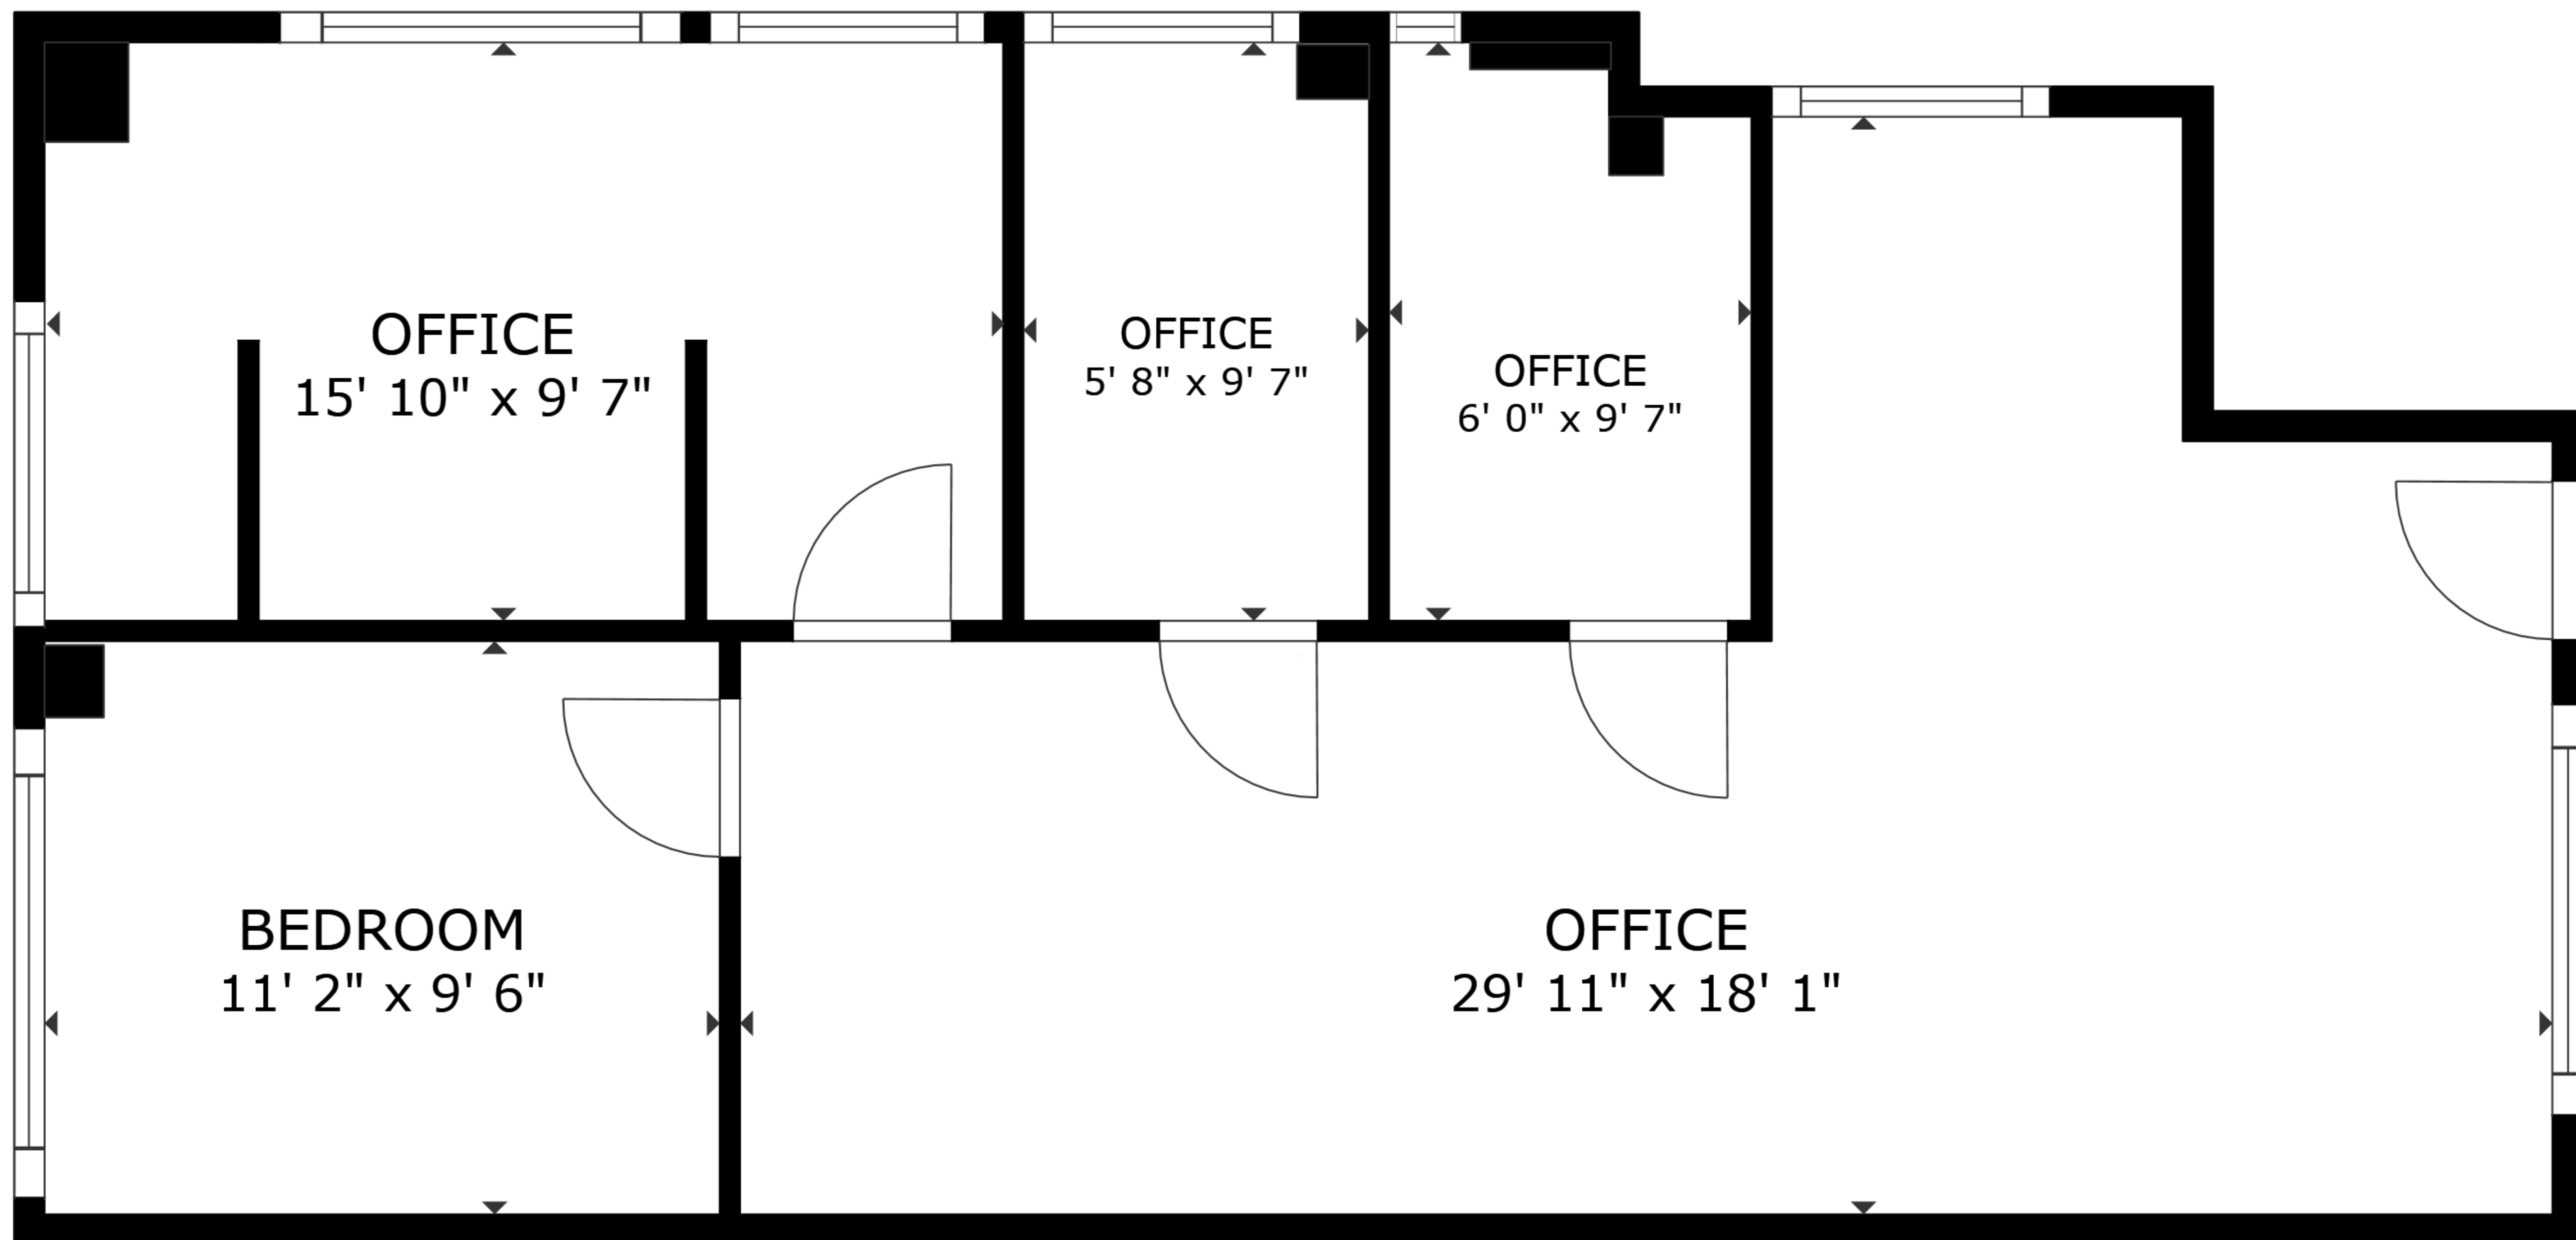 OFFICE
15' 10" x 9' 7"
OFFICE
5' 8" x 9' 7"
OFFICE
6' 0" x 9' 7"
BEDROOM
11' 2" x 9' 6"
OFFICE
29' 11" x 18' 1"